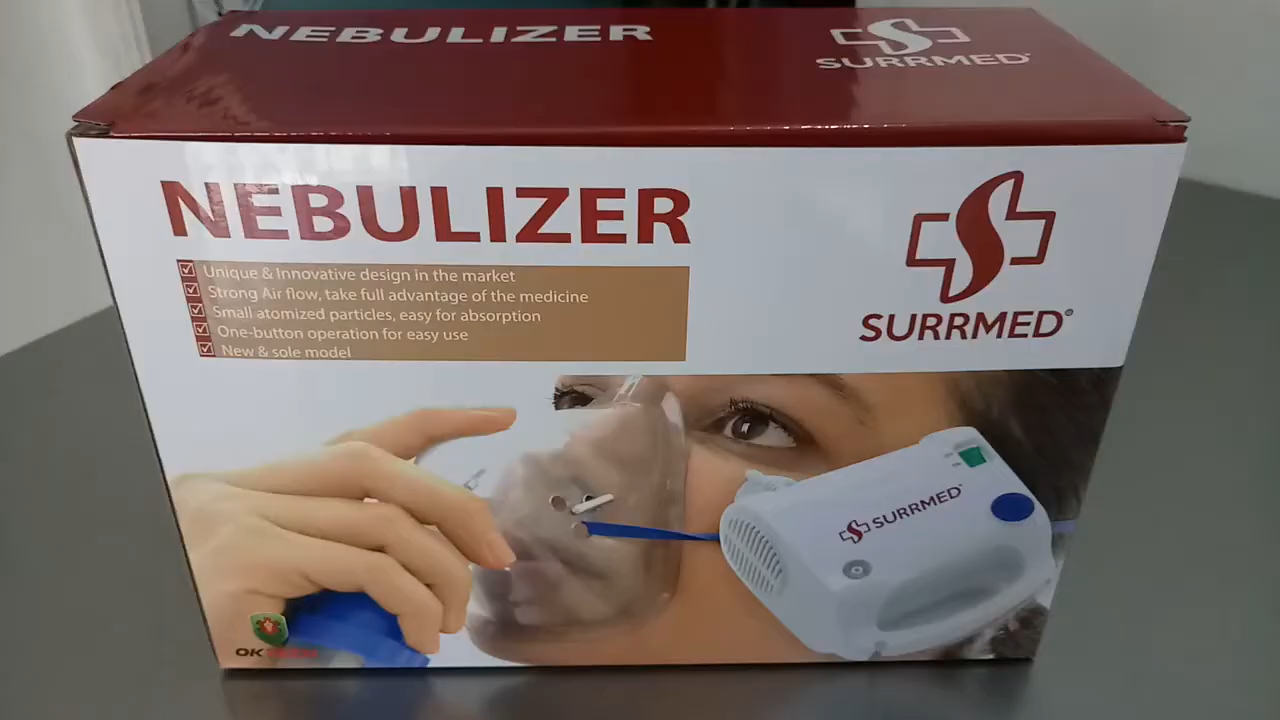 NEBULIZER
SURRMED
NEBULIZER
Unique & Innovative design in the market
Strong Air flow, take full advantage of the medicine
Small atomized particles, easy for absorption
One-button operation for easy use
New & sole model
SURRMED®
SURRMED
OK